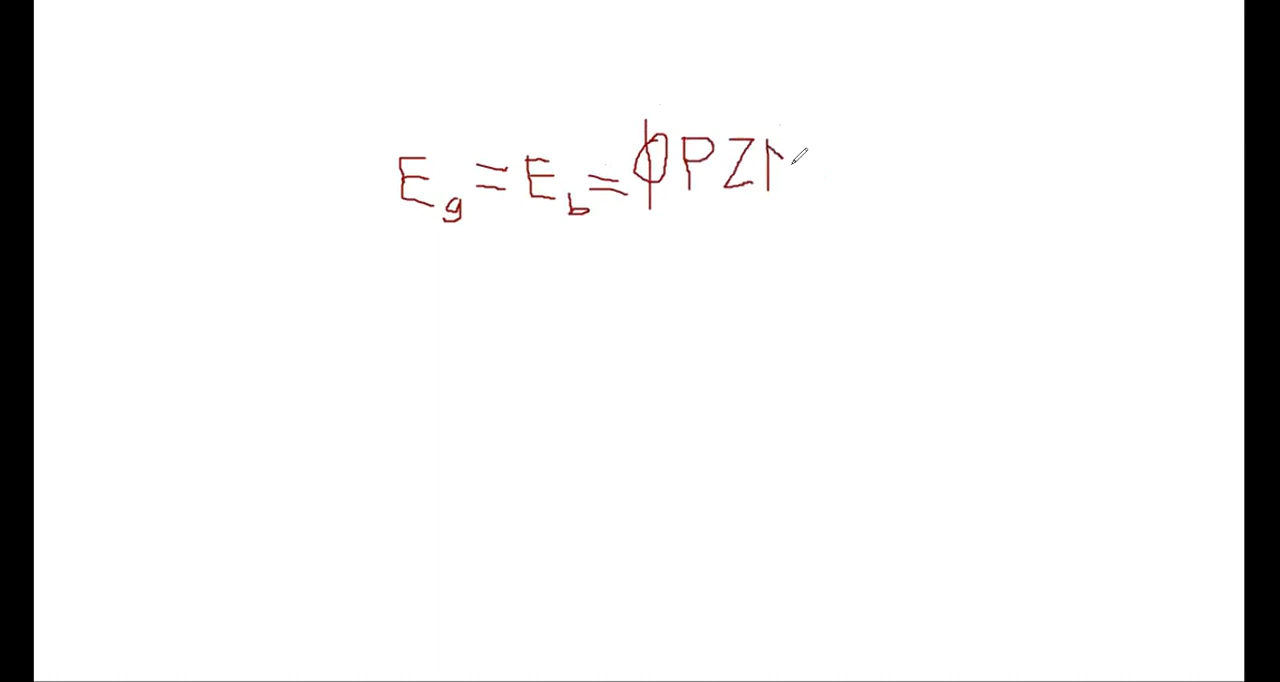 E_g = E_b = ϕPZ